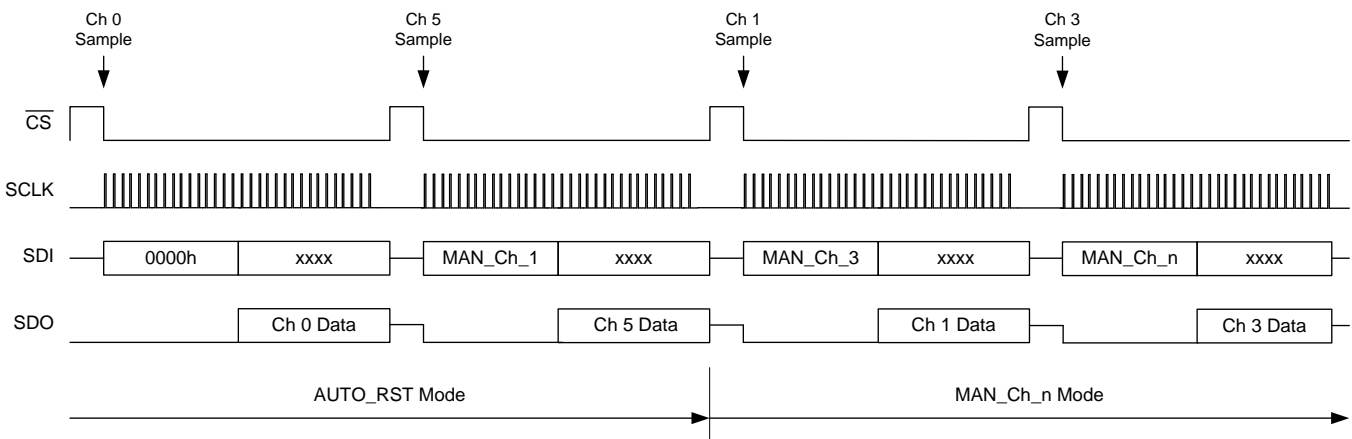 Ch 0
Sample
Ch 5
Sample
Ch 1
Sample
Ch 3
Sample
CS
SCLK
SDI
0000h
xxxx
MAN_Ch_1
xxxx
MAN_Ch_3
xxxx
MAN_Ch_n
xxxx
SDO
Ch 0 Data
Ch 5 Data
Ch 1 Data
Ch 3 Data
AUTO_RST Mode
MAN_Ch_n Mode